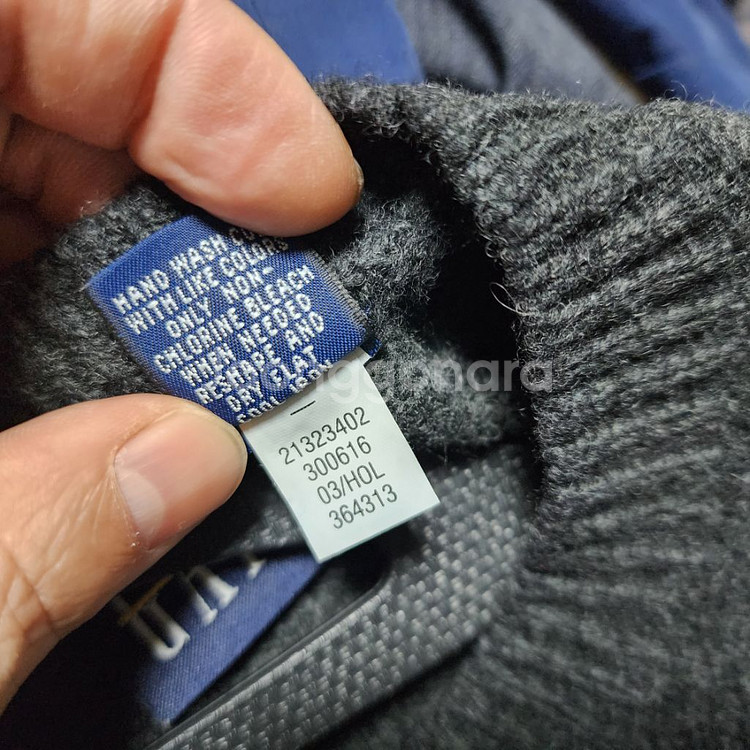 HAND WASH
WITH LIKE COLORS
ONLY NON-
CHLORINE BLEACH
WHEN NEEDED
RESHAPE AND
DRY FLAT
21323402
300616
03/HOL
364313